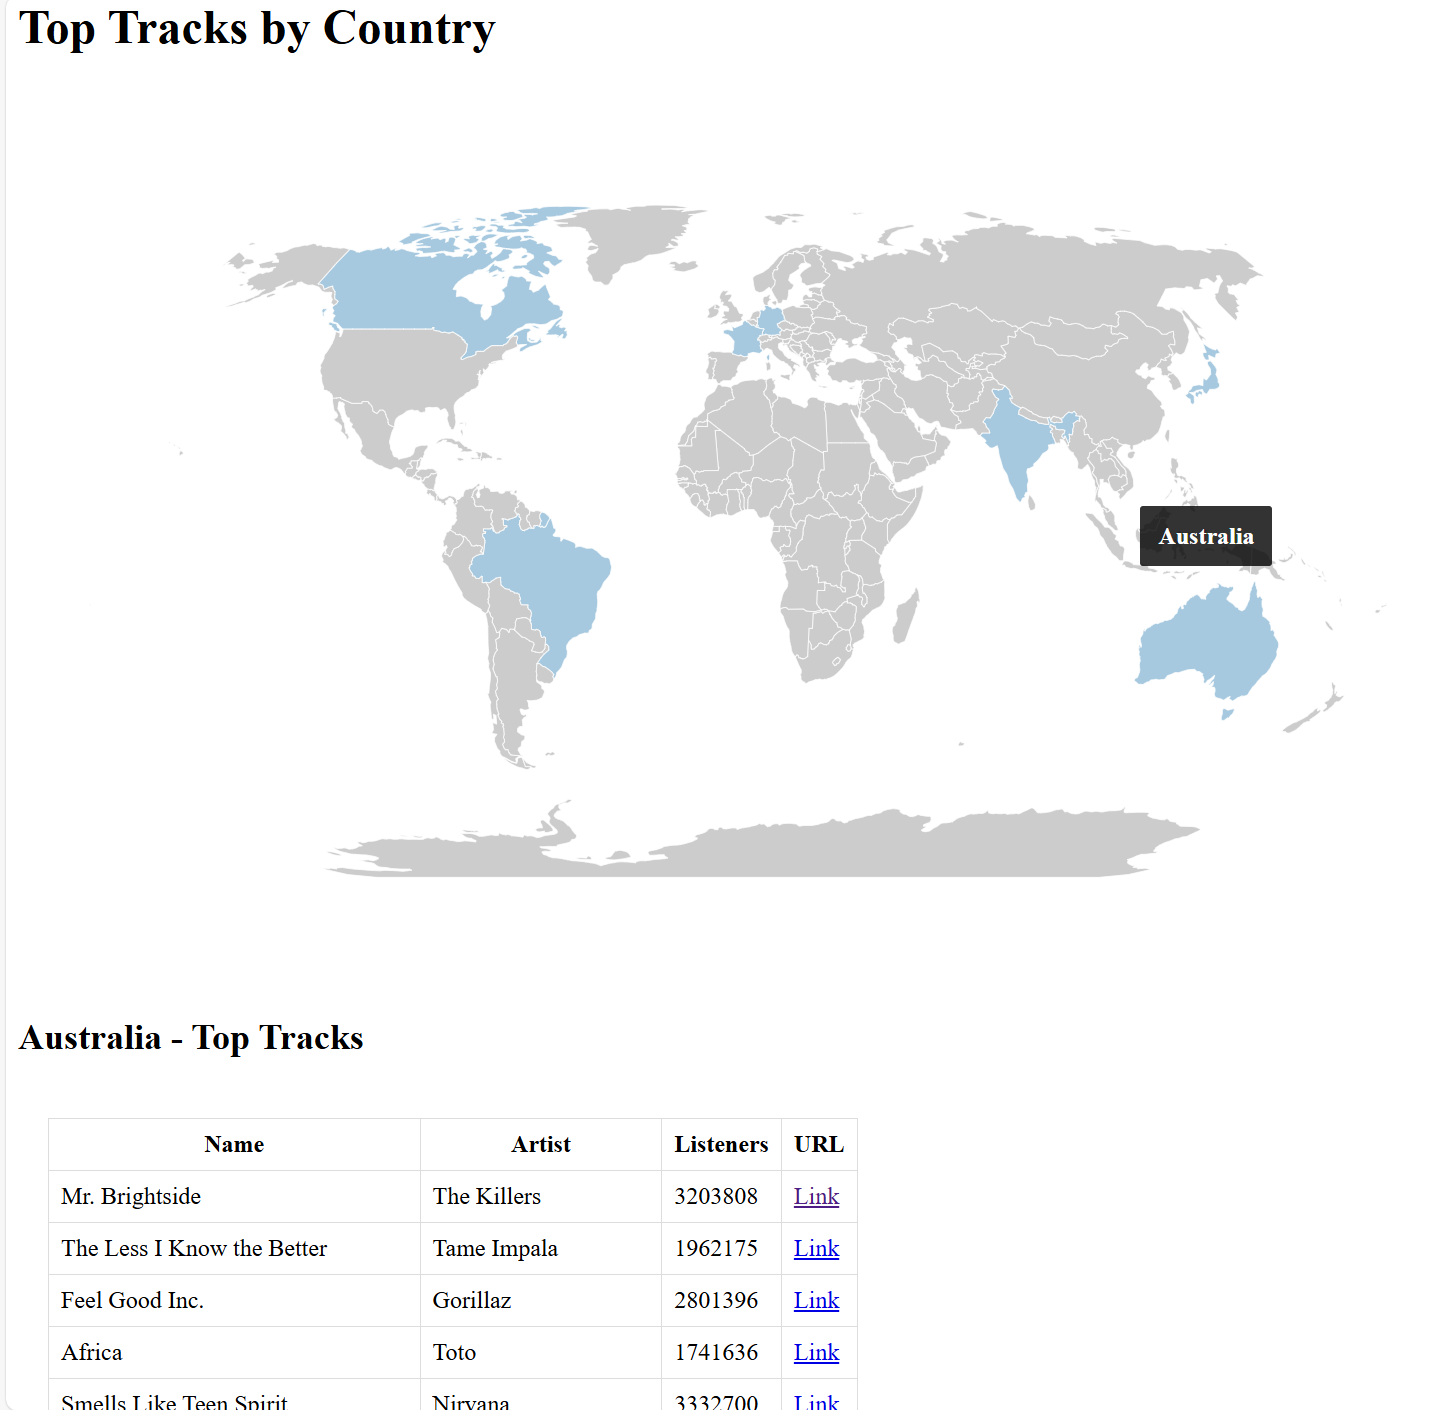 Top Tracks by Country
Australia
Australia - Top Tracks
Name Artist Listeners URL
Mr. Brightside The Killers 3203808 Link
The Less I Know the Better Tame Impala 1962175 Link
Feel Good Inc. Gorillaz 2801396 Link
Africa Toto 1741636 Link
Smells Like Teen Spirit Nirvana 3332700 Link